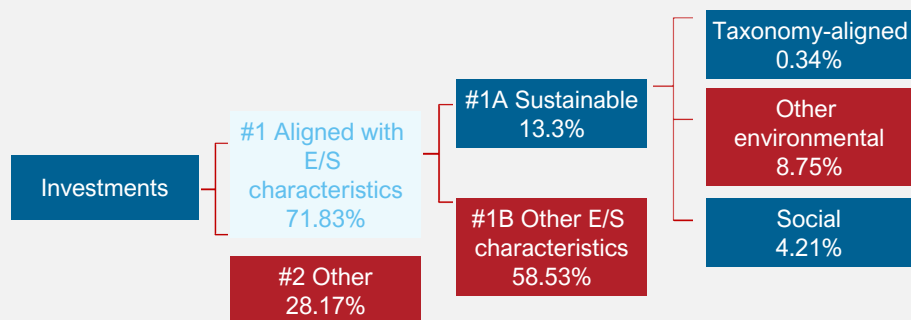 Investments
#1 Aligned with
E/S
characteristics
71.83%
#2 Other
28.17%
#1A Sustainable
13.3%
#1B Other E/S
characteristics
58.53%
Taxonomy-aligned
0.34%
Other
environmental
8.75%
Social
4.21%